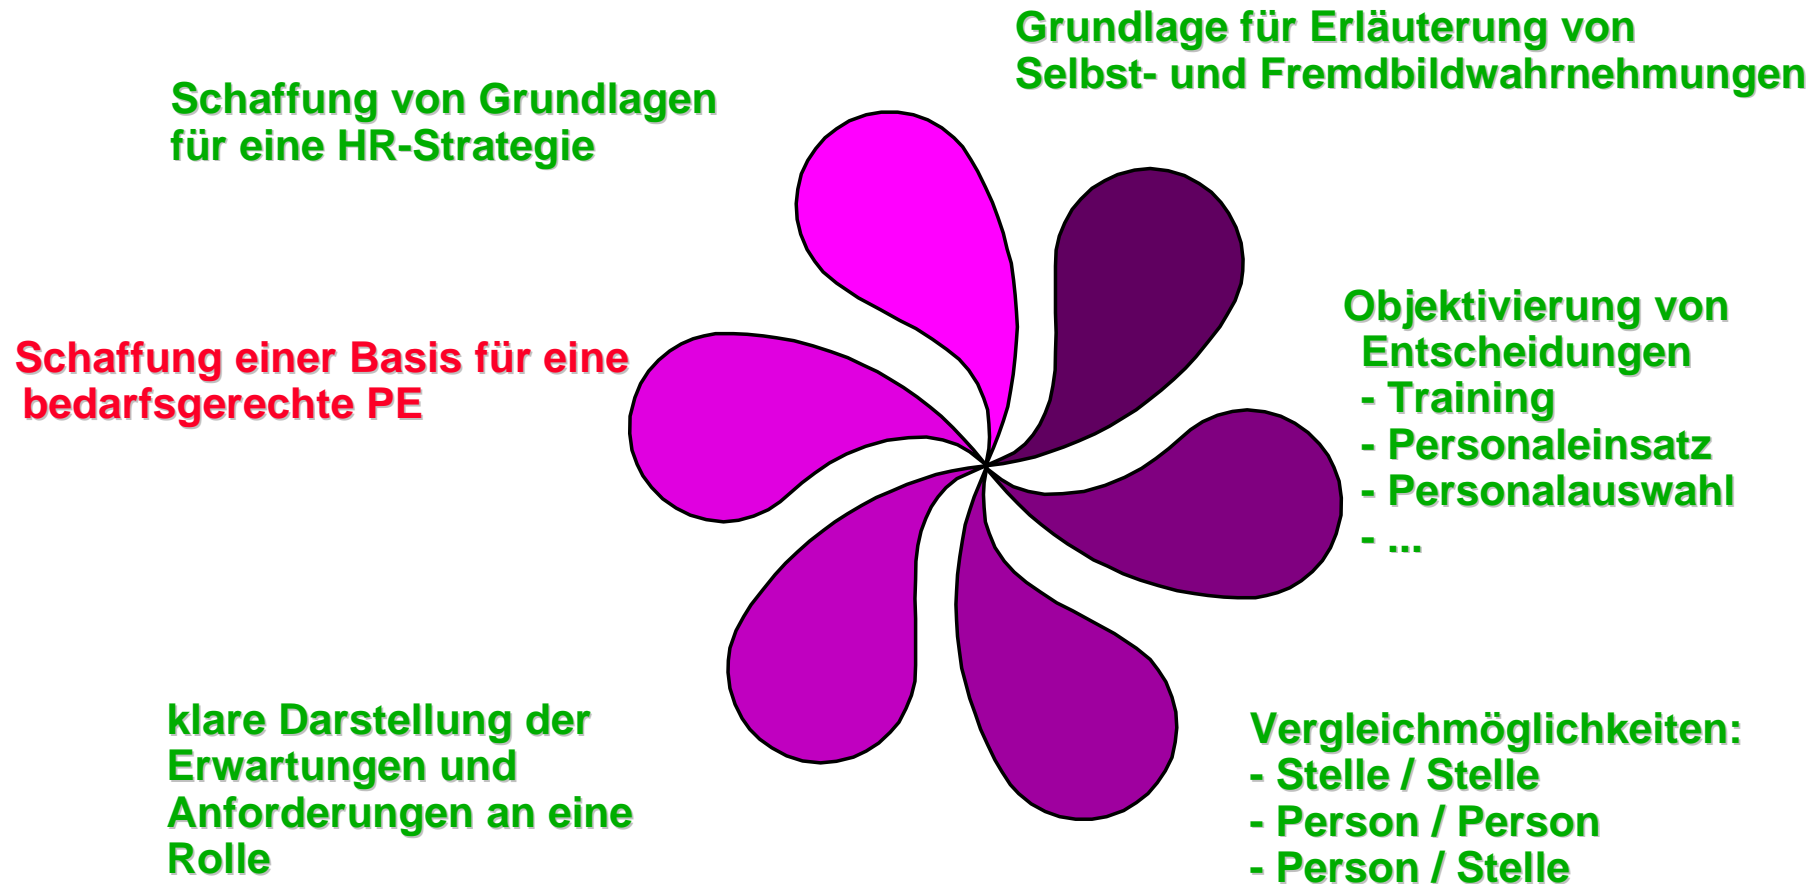 Grundlage für Erläuterung von
Selbst- und Fremdbildwahrnehmungen
Schaffung von Grundlagen
für eine HR-Strategie
Objektivierung von
Entscheidungen
- Training
- Personaleinsatz
- Personalauswahl
- ...
Schaffung einer Basis für eine
bedarfsgerechte PE
klare Darstellung der
Erwartungen und
Anforderungen an eine
Rolle
Vergleichmöglichkeiten:
- Stelle / Stelle
- Person / Person
- Person / Stelle